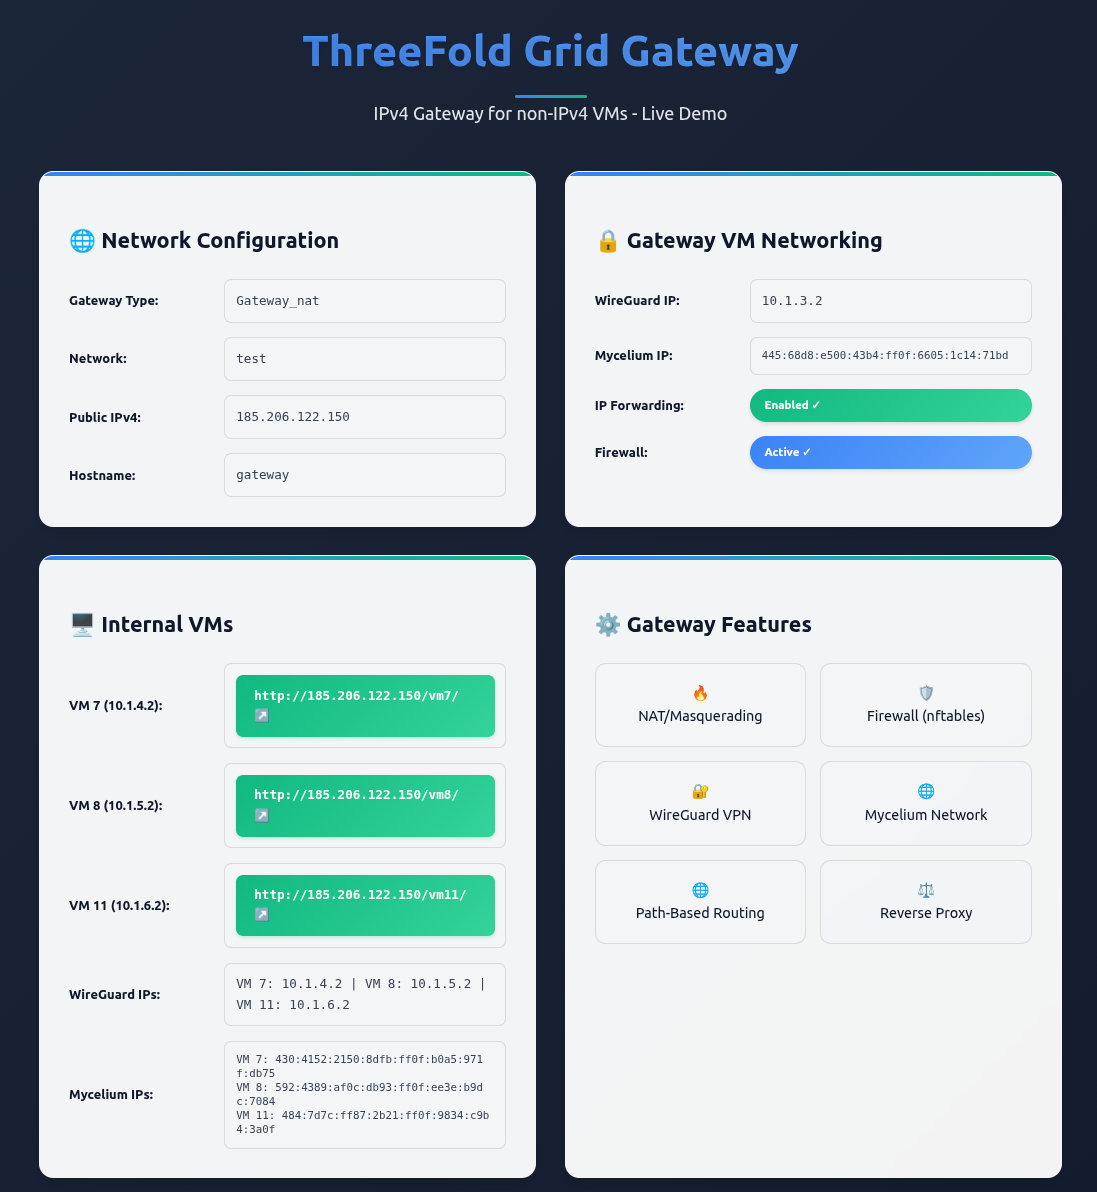 ThreeFold Grid Gateway
IPv4 Gateway for non-IPv4 VMs - Live Demo
🌐 Network Configuration
Gateway Type:
Gateway_nat
Network:
test
Public IPv4:
185.206.122.150
Hostname:
gateway
🔒 Gateway VM Networking
WireGuard IP:
10.1.3.2
Mycelium IP:
445:68d8:e500:43b4:ff0f:6605:1c14:71bd
IP Forwarding:
Enabled ✓
Firewall:
Active ✓
🖥️ Internal VMs
VM 7 (10.1.4.2):
http://185.206.122.150/vm7/
↗️
VM 8 (10.1.5.2):
http://185.206.122.150/vm8/
↗️
VM 11 (10.1.6.2):
http://185.206.122.150/vm11/
↗️
WireGuard IPs:
VM 7: 10.1.4.2 | VM 8: 10.1.5.2 |
VM 11: 10.1.6.2
Mycelium IPs:
VM 7: 430:4152:2150:8dfb:ff0f:b0a5:971
f:db75
VM 8: 592:4389:af0c:db93:ff0f:ee3e:b9d
c:7084
VM 11: 484:7d7c:ff87:2b21:ff0f:9834:c9b
4:3a0f
⚙️ Gateway Features
🔥
NAT/Masquerading
🛡️
Firewall (nftables)
🔐
WireGuard VPN
🌐
Mycelium Network
🌐
Path-Based Routing
⚖️
Reverse Proxy